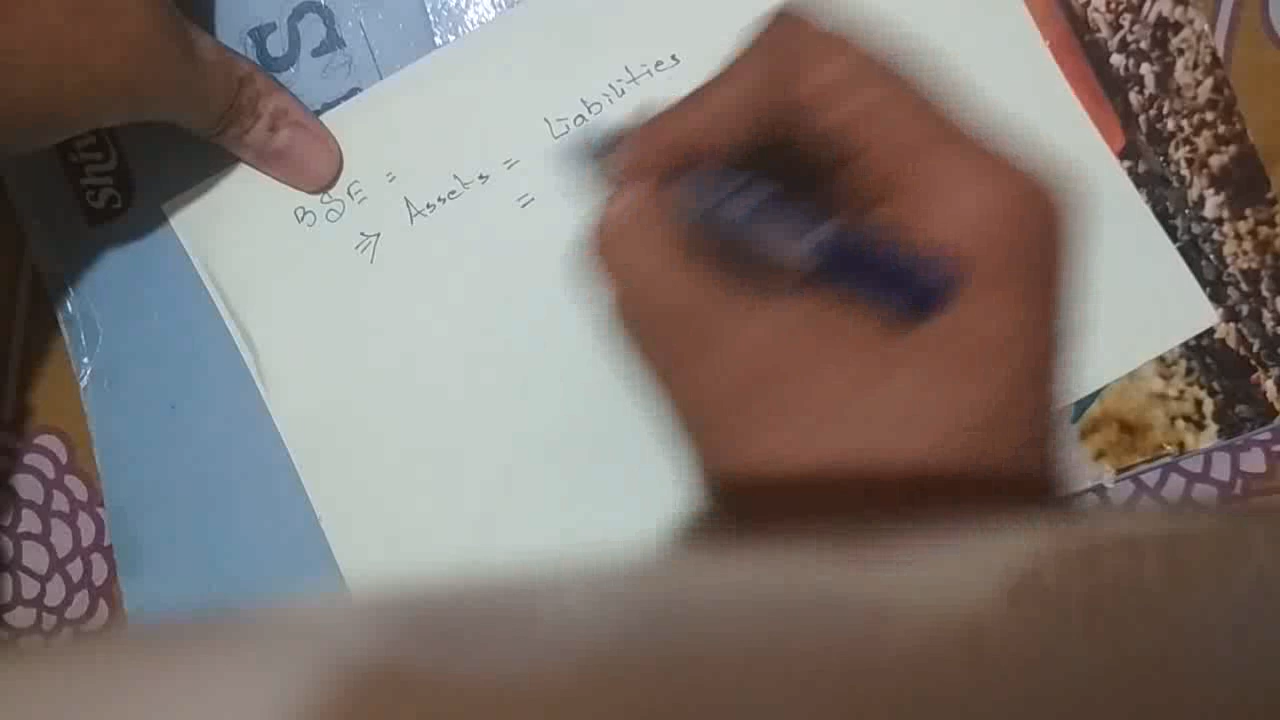 BSE =
⇒ Assets = Liabilities
=